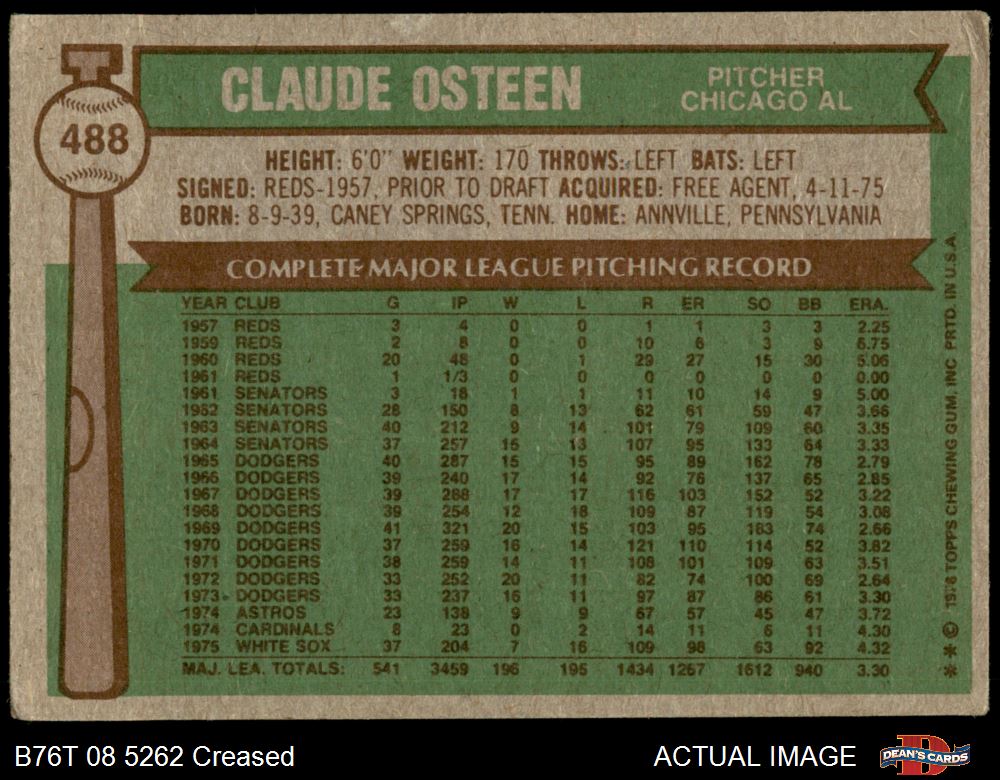 CLAUDE OSTEEN
PITCHER
CHICAGO AL
488
HEIGHT: 6'0" WEIGHT: 170 THROWS: LEFT BATS: LEFT
SIGNED: REDS-1957, PRIOR TO DRAFT ACQUIRED: FREE AGENT, 4-11-75
BORN: 8-9-39, CANEY SPRINGS, TENN. HOME: ANNVILLE, PENNSYLVANIA
COMPLETE MAJOR LEAGUE PITCHING RECORD
YEAR CLUB G IP W L R ER SO BB ERA.
1957 REDS 3 4 0 0 1 1 3 3 2.25
1959 REDS 2 8 0 0 10 6 3 9 6.75
1960 REDS 20 48 0 1 29 27 15 30 5.06
1961 REDS 1 1/3 0 0 0 0 0 0 0.00
1961 SENATORS 3 18 1 1 11 10 14 9 5.00
1962 SENATORS 28 150 8 13 62 61 59 47 3.66
1963 SENATORS 40 212 9 14 101 79 109 60 3.35
1964 SENATORS 37 257 15 13 107 95 133 64 3.33
1965 DODGERS 40 287 15 15 95 89 162 78 2.79
1966 DODGERS 39 240 17 14 92 76 137 65 2.85
1967 DODGERS 39 288 17 17 116 103 152 52 3.22
1968 DODGERS 39 254 12 18 109 87 119 54 3.08
1969 DODGERS 41 321 20 15 103 95 183 74 2.66
1970 DODGERS 37 259 16 14 121 110 114 52 3.82
1971 DODGERS 38 259 14 11 108 101 109 63 3.51
1972 DODGERS 33 252 20 11 82 74 100 69 2.64
1973 DODGERS 33 237 16 11 97 87 86 61 3.30
1974 ASTROS 23 138 9 9 67 57 45 47 3.72
1974 CARDINALS 8 23 0 2 14 11 6 11 4.30
1975 WHITE SOX 37 204 7 16 109 98 63 92 4.32
MAJ. LEA. TOTALS: 541 3459 196 195 1434 1267 1612 940 3.30
* * © 1976 TOPPS CHEWING GUM, INC PRTD. IN U.S.A.
B76T 08 5262 Creased
ACTUAL IMAGE
DEAN'S CARDS